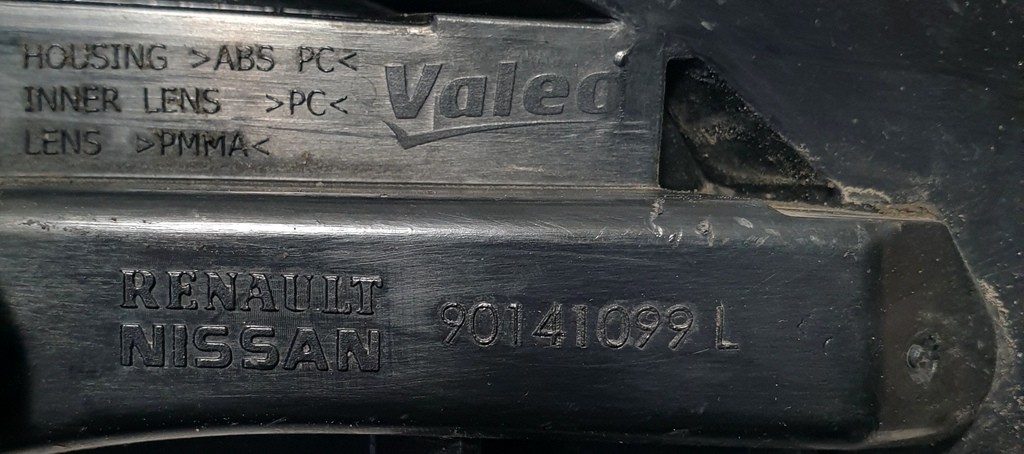 HOUSING >ABS PC<
INNER LENS >PC<
LENS >PMMA<
Valeo
RENAULT
NISSAN
90141099 L